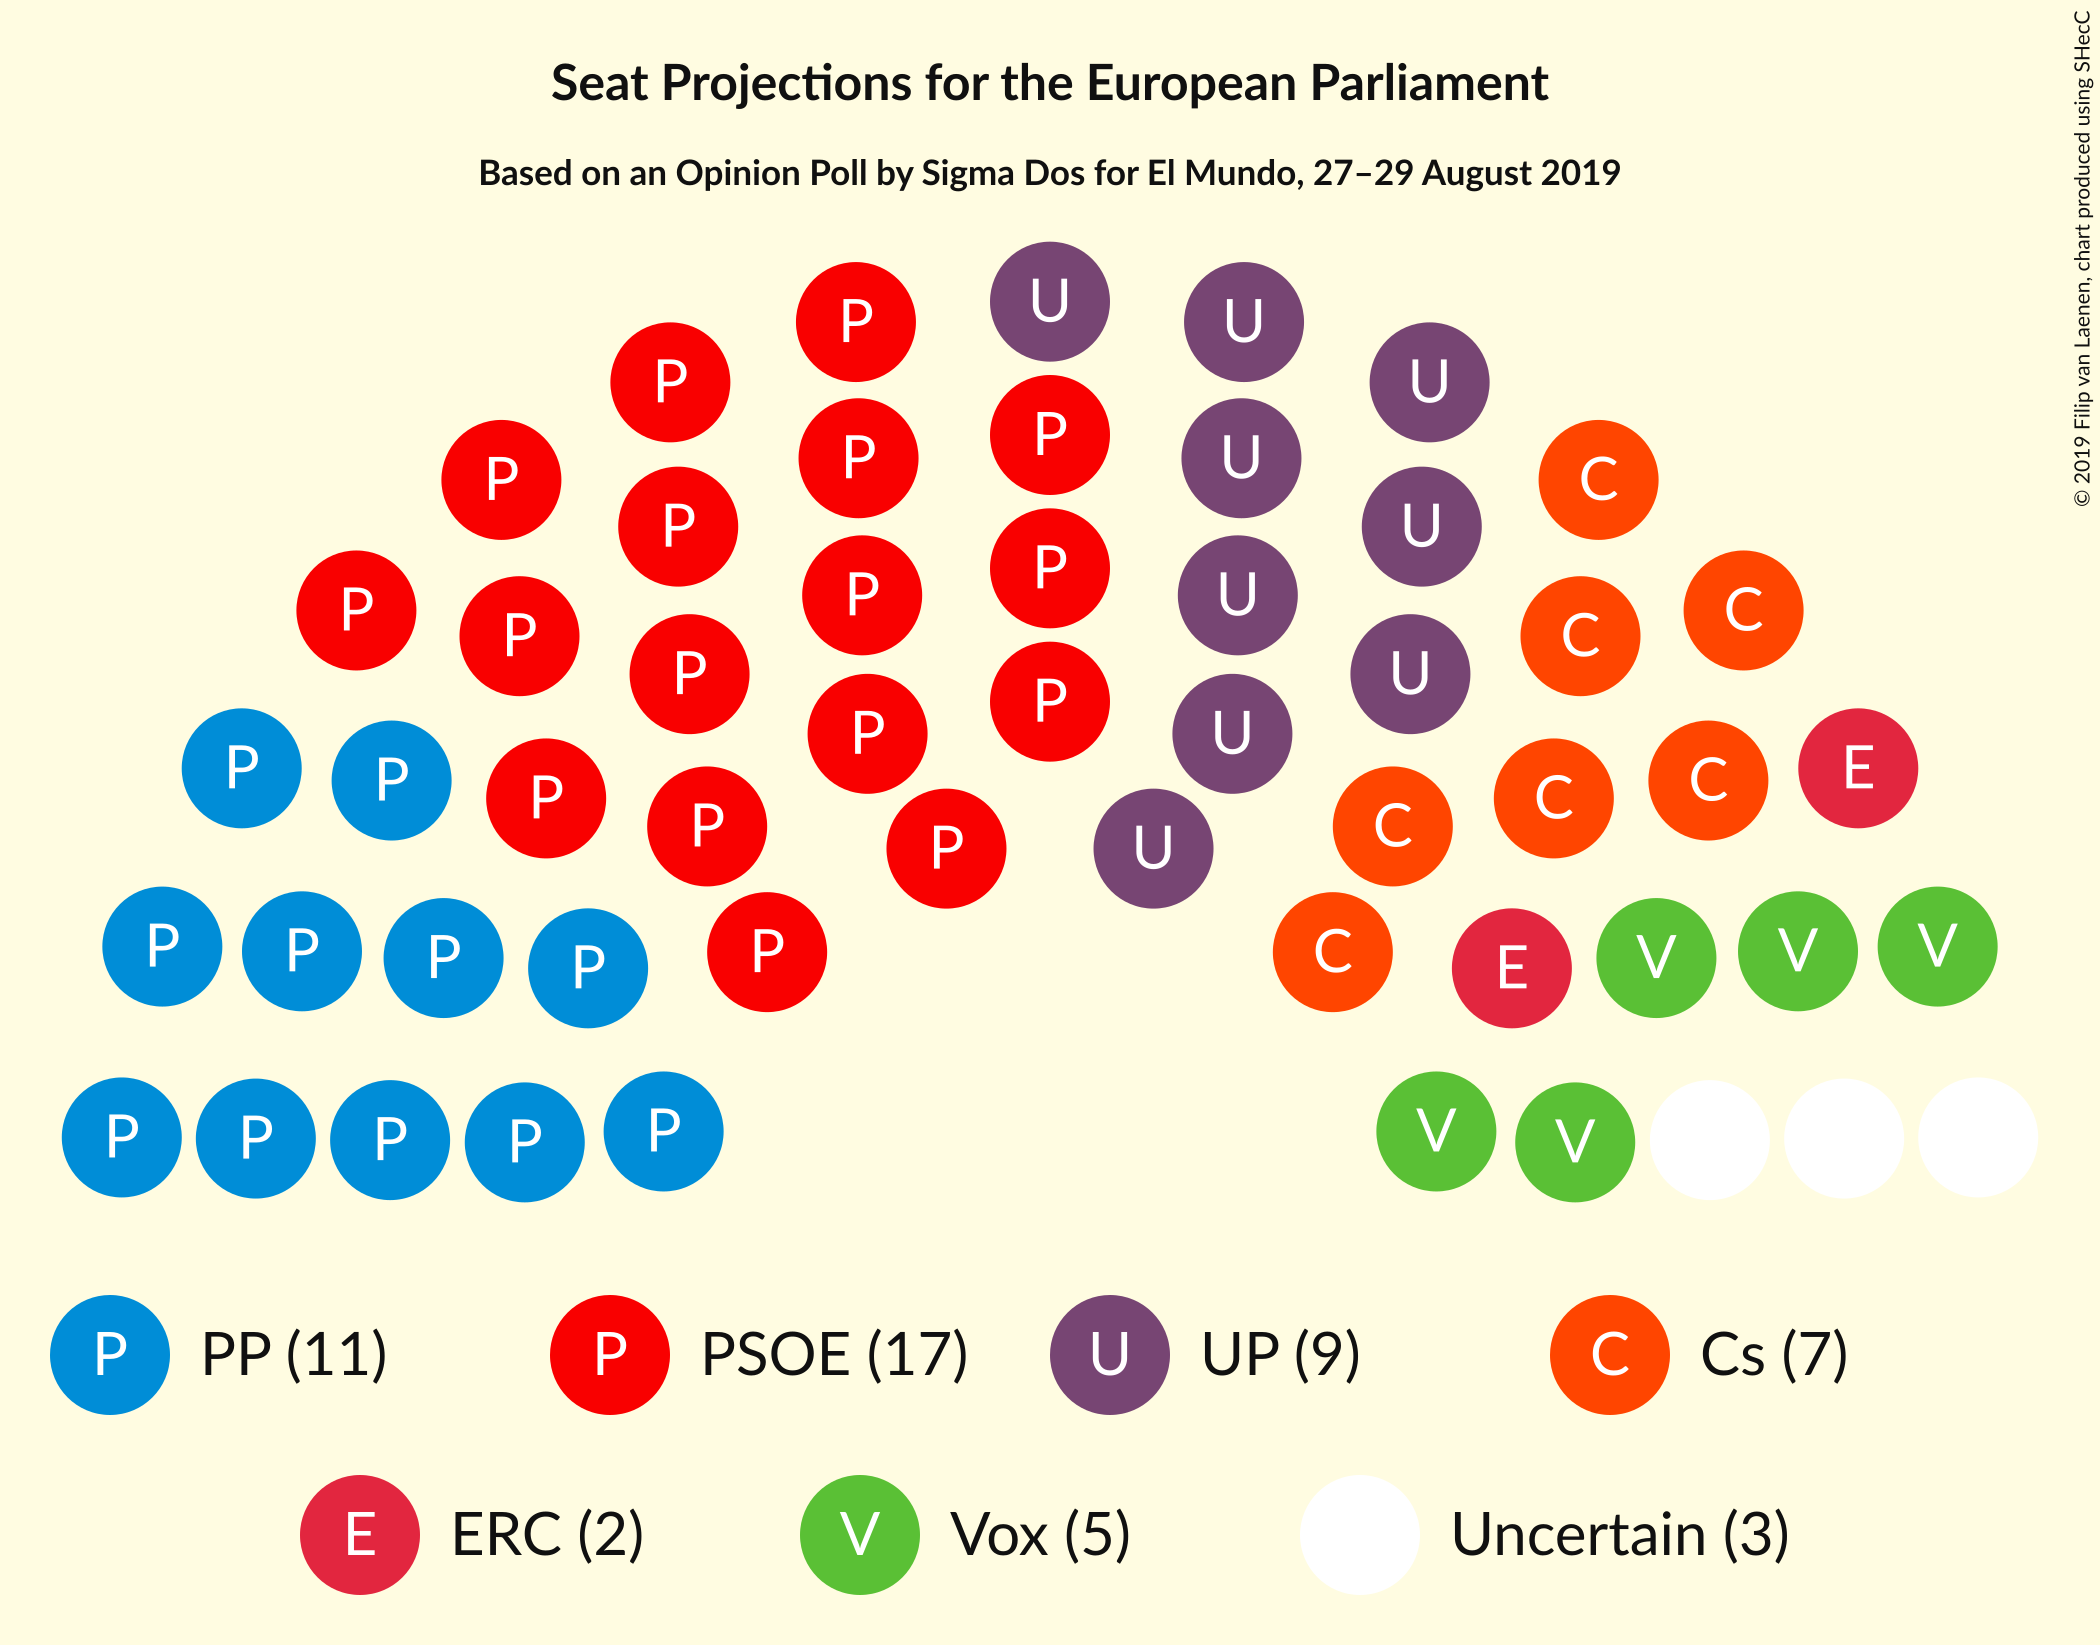 Seat Projections for the European Parliament
Based on an Opinion Poll by Sigma Dos for El Mundo, 27–29 August 2019
© 2019 Filip van Laenen, chart produced using SHecC
U
P U
P U
P P
P C
P P
U
P U
P C
P C
P U
P C
P P
U
P U
P P
P P
P P
U C
C C
E
P P
P P
P P
U C
E V
V V
P P P P P
V V
P PP (11)
P PSOE (17)
U UP (9)
C Cs (7)
E ERC (2)
V Vox (5)
Uncertain (3)